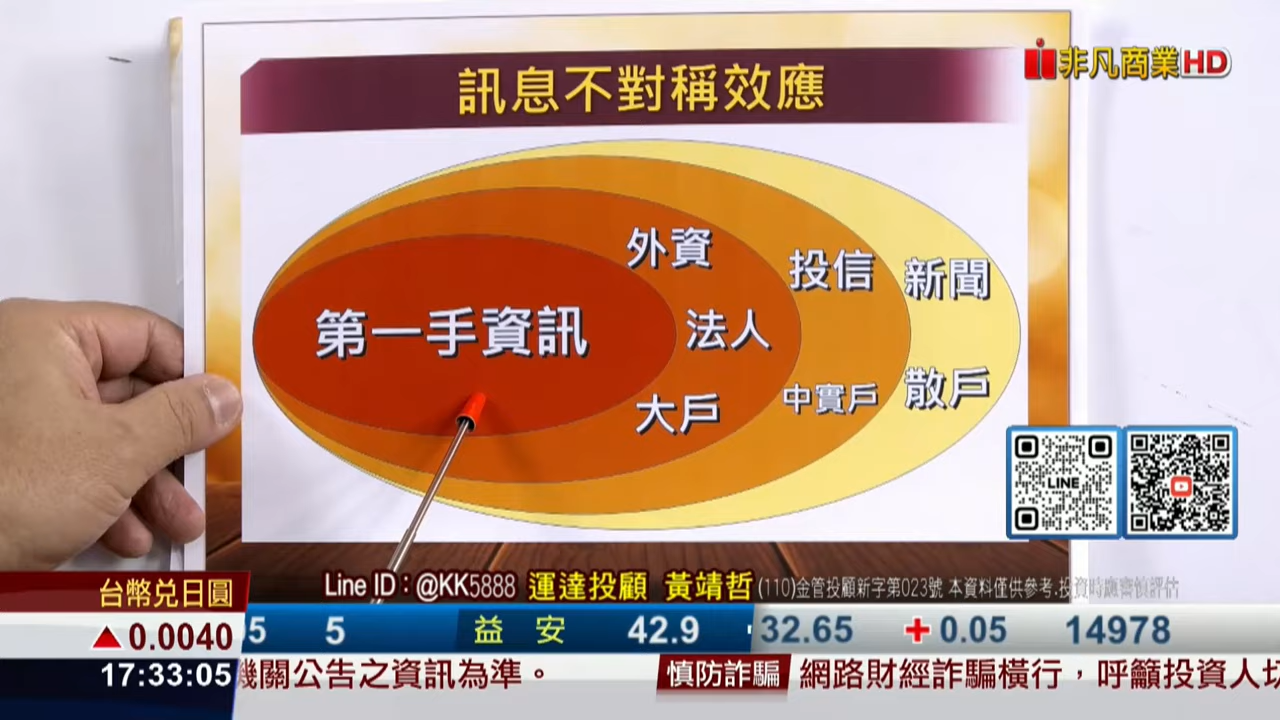 訊息不對稱效應
非凡商業HD
外資
投信
新聞
第一手資訊
法人
大戶
中實戶
散戶
LINE
Line ID：@KK5888 運達投顧 黃靖哲 (110)金管投顧新字第023號 本資料僅供參考.投資時應審慎評估
台幣兌日圓
▲0.0040
5 5 益安 42.9 32.65 +0.05 14978
17:33:05
機關公告之資訊為準。 慎防詐騙 網路財經詐騙橫行，呼籲投資人切